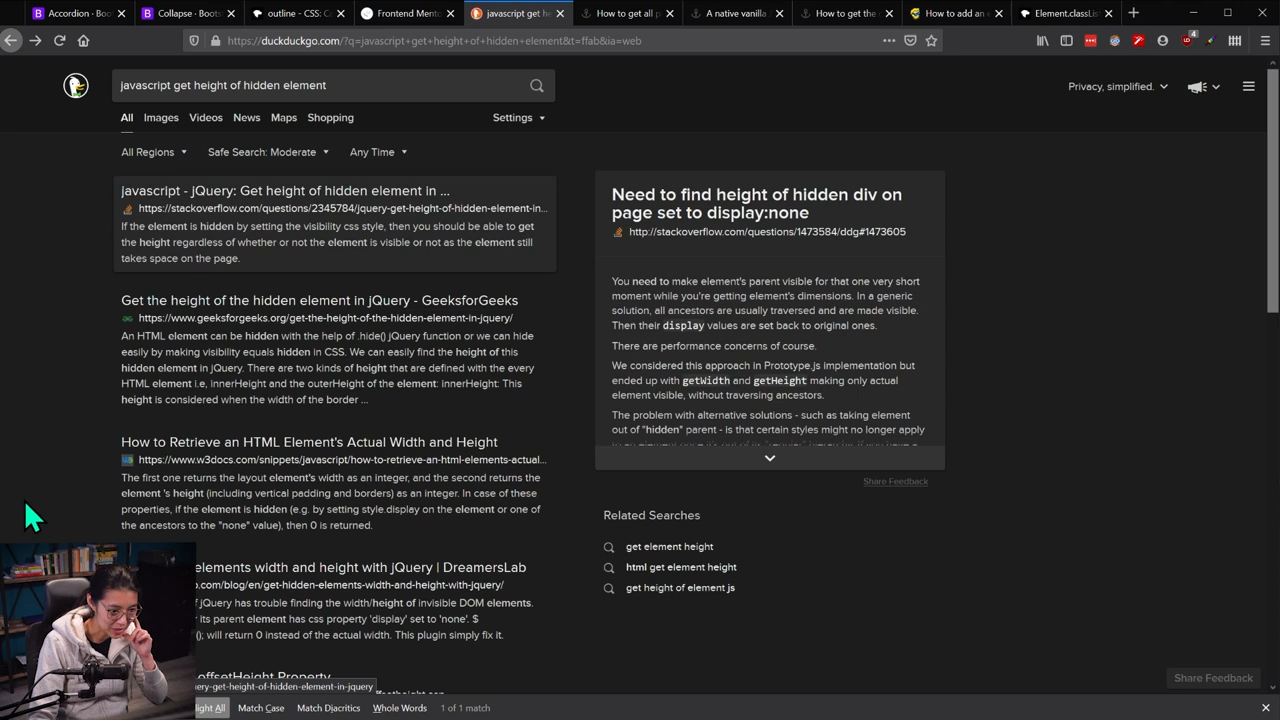 Accordion · Boots
Collapse · Boots
outline - CSS: Ca
Frontend Mento
javascript get he
How to get all p
A native vanilla
How to get the
How to add an e
Element.classList
https://duckduckgo.com/?q=javascript+get+height+of+hidden+element&t=ffab&ia=web
4
javascript get height of hidden element
Privacy, simplified.
All
Images
Videos
News
Maps
Shopping
Settings
All Regions
Safe Search: Moderate
Any Time
javascript - jQuery: Get height of hidden element in ...
https://stackoverflow.com/questions/2345784/jquery-get-height-of-hidden-element-in...
If the element is hidden by setting the visibility css style, then you should be able to get
the height regardless of whether or not the element is visible or not as the element still
takes space on the page.
Get the height of the hidden element in jQuery - GeeksforGeeks
https://www.geeksforgeeks.org/get-the-height-of-the-hidden-element-in-jquery/
An HTML element can be hidden with the help of .hide() jQuery function or we can hide
easily by making visibility equals hidden in CSS. We can easily find the height of this
hidden element in jQuery. There are two kinds of height that are defined with the every
HTML element i.e, innerHeight and the outerHeight of the element: innerHeight: This
height is considered when the width of the border ...
How to Retrieve an HTML Element's Actual Width and Height
https://www.w3docs.com/snippets/javascript/how-to-retrieve-an-html-elements-actual...
The first one returns the layout element's width as an integer, and the second returns the
element 's height (including vertical padding and borders) as an integer. In case of these
properties, if the element is hidden (e.g. by setting style.display on the element or one of
the ancestors to the "none" value), then 0 is returned.
elements width and height with jQuery | DreamersLab
o.com/blog/en/get-hidden-elements-width-and-height-with-jquery/
of jQuery has trouble finding the width/height of invisible DOM elements.
or its parent element has css property 'display' set to 'none'. $
(); will return 0 instead of the actual width. This plugin simply fix it.
offsetHeight Property
uery-get-height-of-hidden-element-in-jquery
Need to find height of hidden div on
page set to display:none
http://stackoverflow.com/questions/1473584/ddg#1473605
You need to make element's parent visible for that one very short
moment while you're getting element's dimensions. In a generic
solution, all ancestors are usually traversed and are made visible.
Then their display values are set back to original ones.
There are performance concerns of course.
We considered this approach in Prototype.js implementation but
ended up with getWidth and getHeight making only actual
element visible, without traversing ancestors.
The problem with alternative solutions - such as taking element
out of "hidden" parent - is that certain styles might no longer apply
Share Feedback
Related Searches
get element height
html get element height
get height of element js
Share Feedback
light All
Match Case
Match Diacritics
Whole Words
1 of 1 match